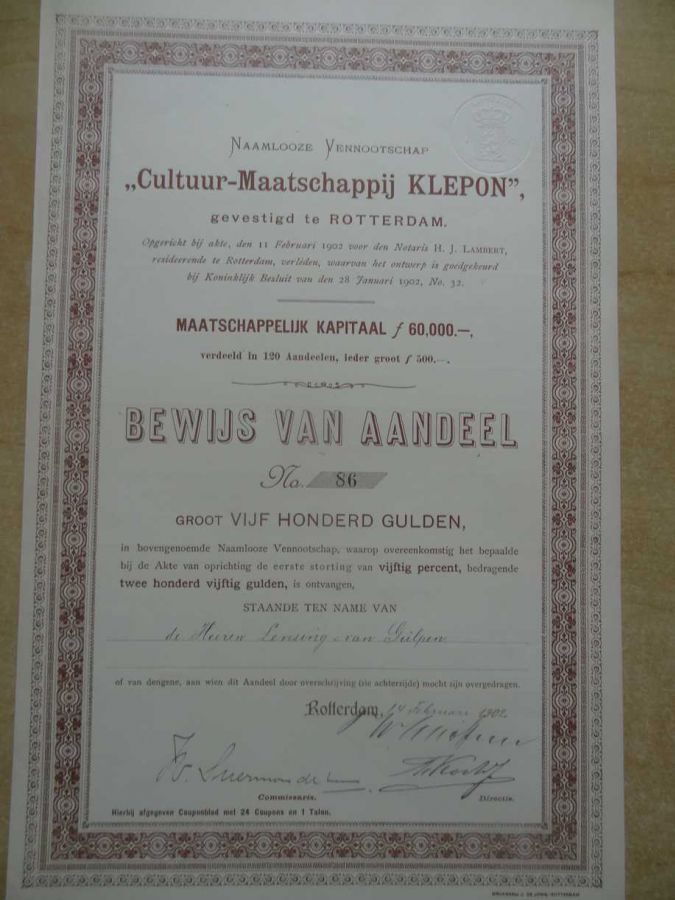 NAAMLOOZE VENNOOTSCHAP
„Cultuur-Maatschappij KLEPON”,
gevestigd te ROTTERDAM.
Opgericht bij akte, den 11 Februari 1902 voor den Notaris H. J. LAMBERT,
resideerende te Rotterdam, verleden, waarvan het ontwerp is goedgekeurd
bij Koninklijk Besluit van den 28 Januari 1902, No. 32.
MAATSCHAPPELIJK KAPITAAL ƒ 60,000.—,
verdeeld in 120 Aandeelen, ieder groot ƒ 500.—.
BEWIJS VAN AANDEEL
No. 86
GROOT VIJF HONDERD GULDEN,
in bovengenoemde Naamlooze Vennootschap, waarop overeenkomstig het bepaalde
bij de Akte van oprichting de eerste storting van vijftig percent, bedragende
twee honderd vijftig gulden, is ontvangen,
STAANDE TEN NAME VAN
de Heeren Lensing & van Gülpen
of van dengene, aan wien dit Aandeel door overschrijving (zie achterzijde) mocht zijn overgedragen.
Rotterdam, 14 Februari 1902
Commissaris.
Directie.
Hierbij afgegeven Couponblad met 24 Coupons en 1 Talon.
DRUKKERIJ J. DE JONG, ROTTERDAM